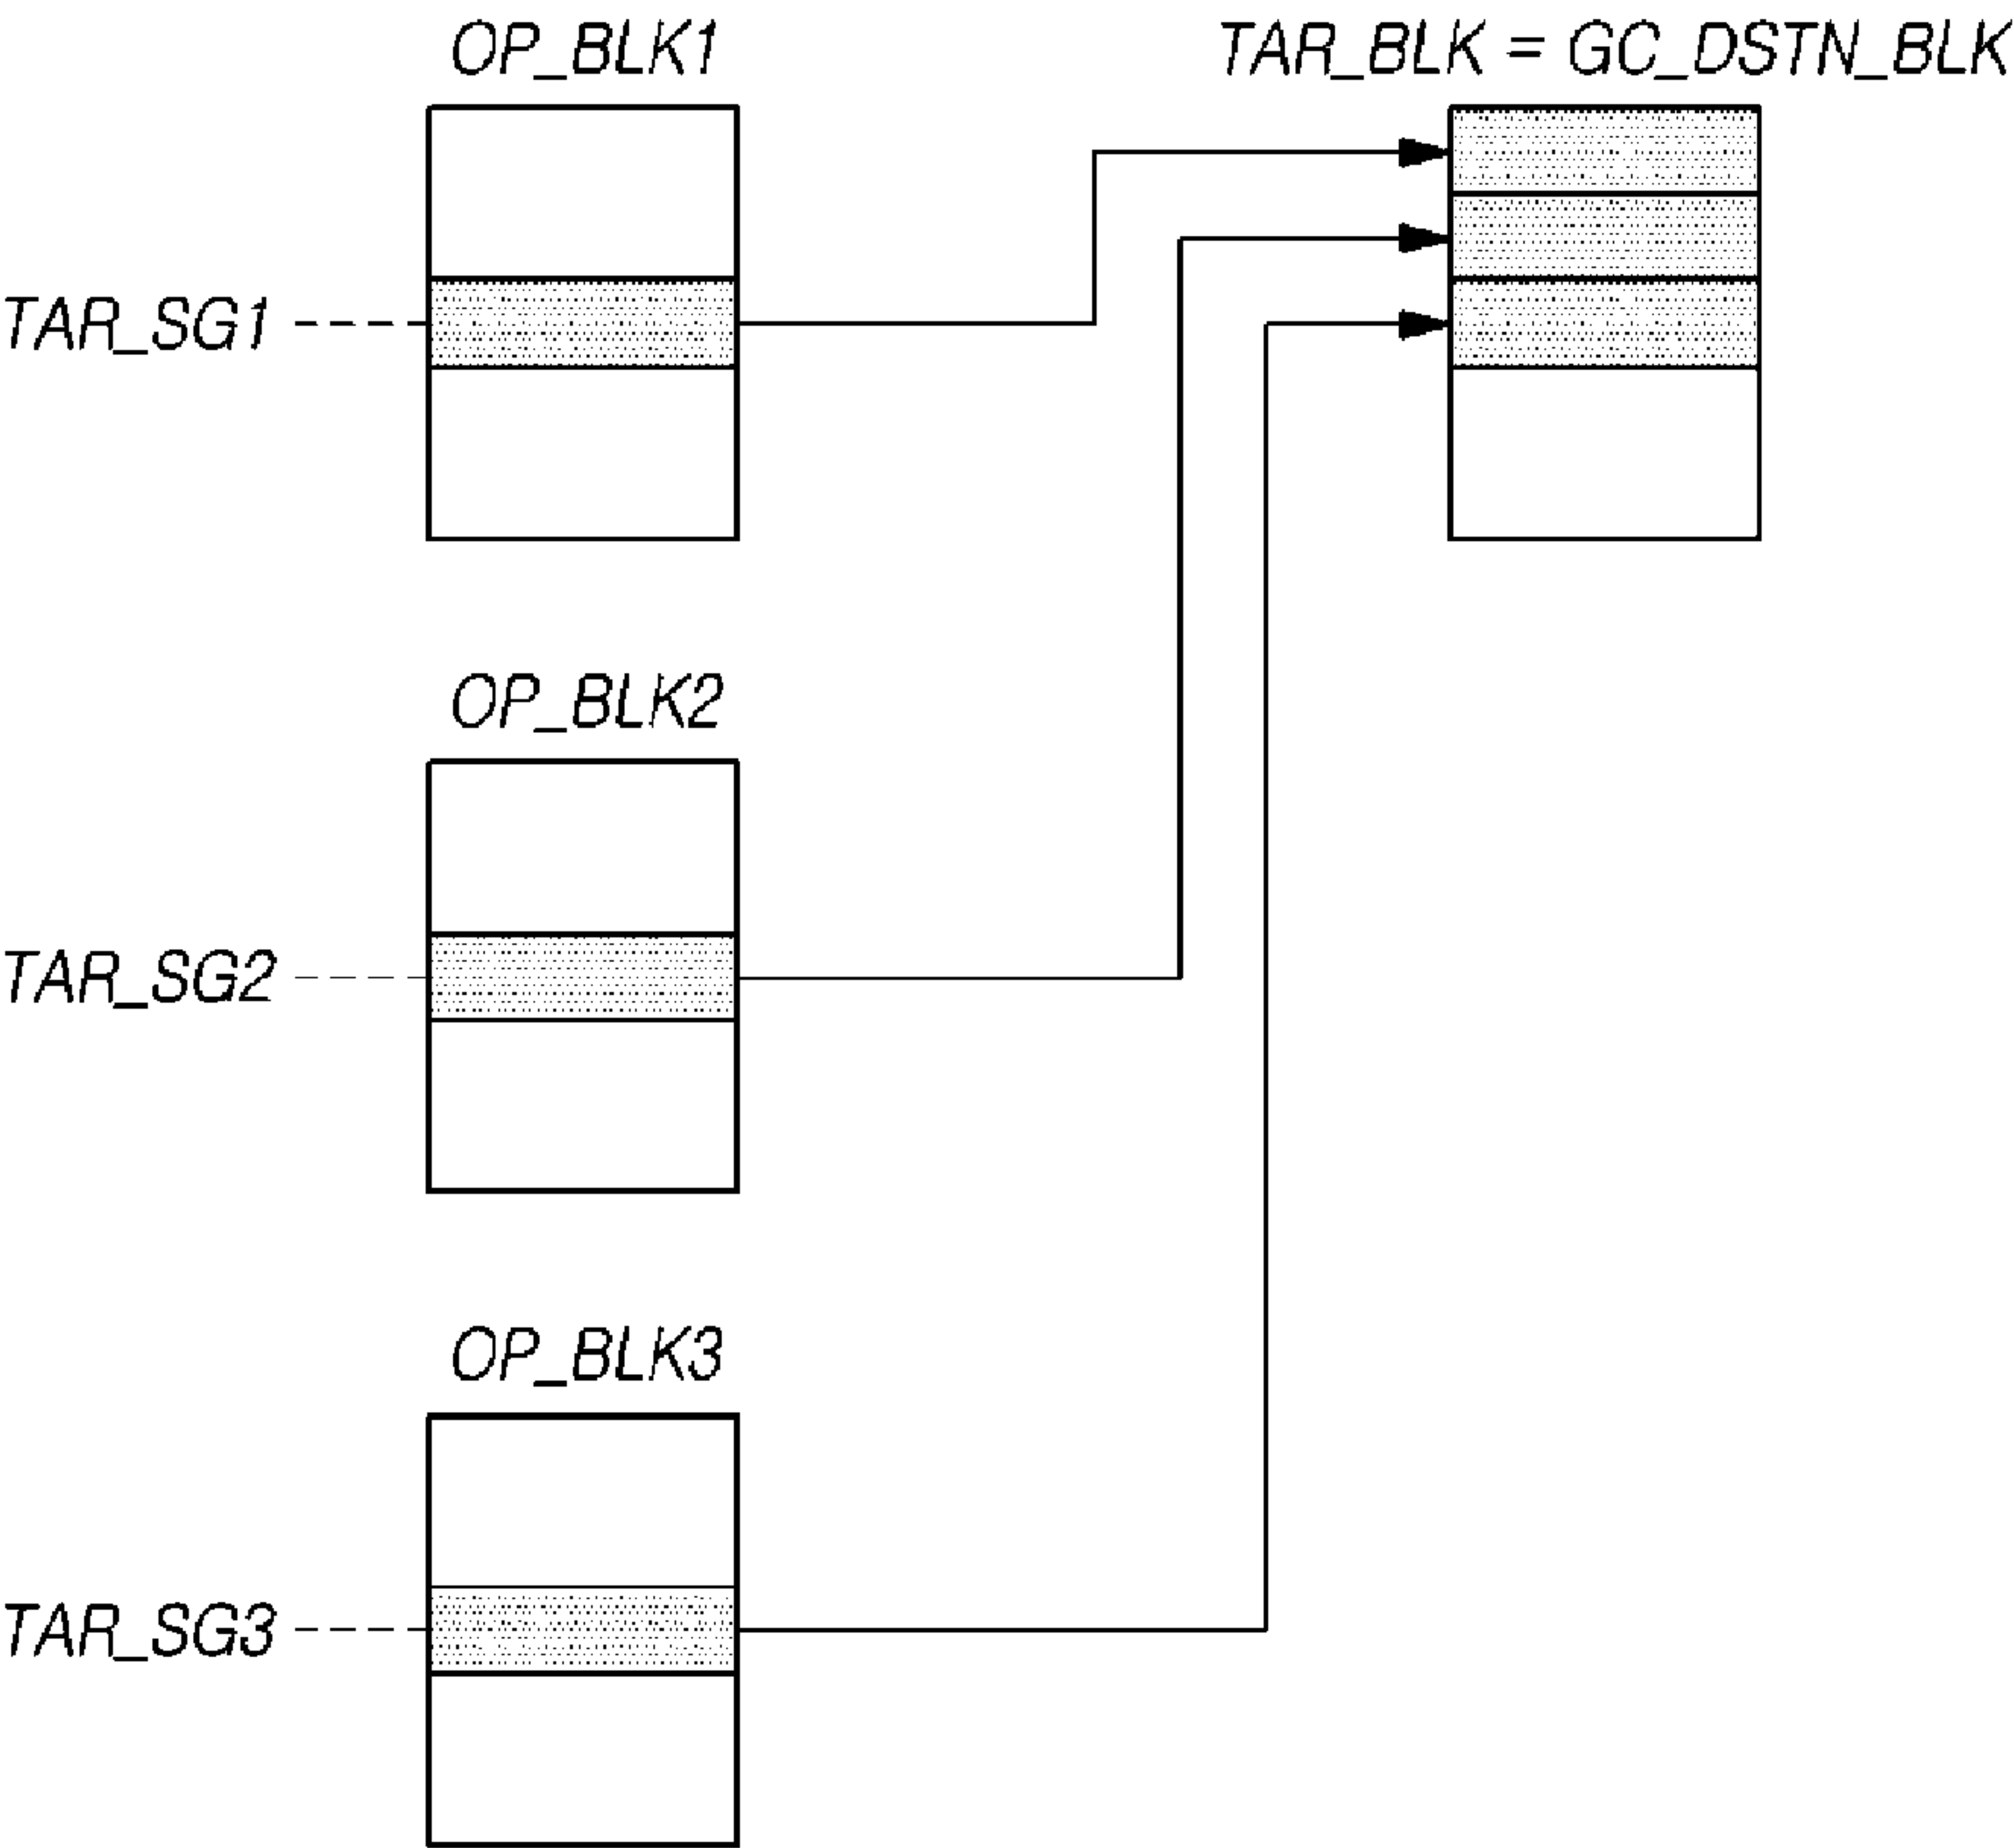 OP_BLK1
TAR_BLK = GC_DSTN_BLK
TAR_SG1
OP_BLK2
TAR_SG2
OP_BLK3
TAR_SG3